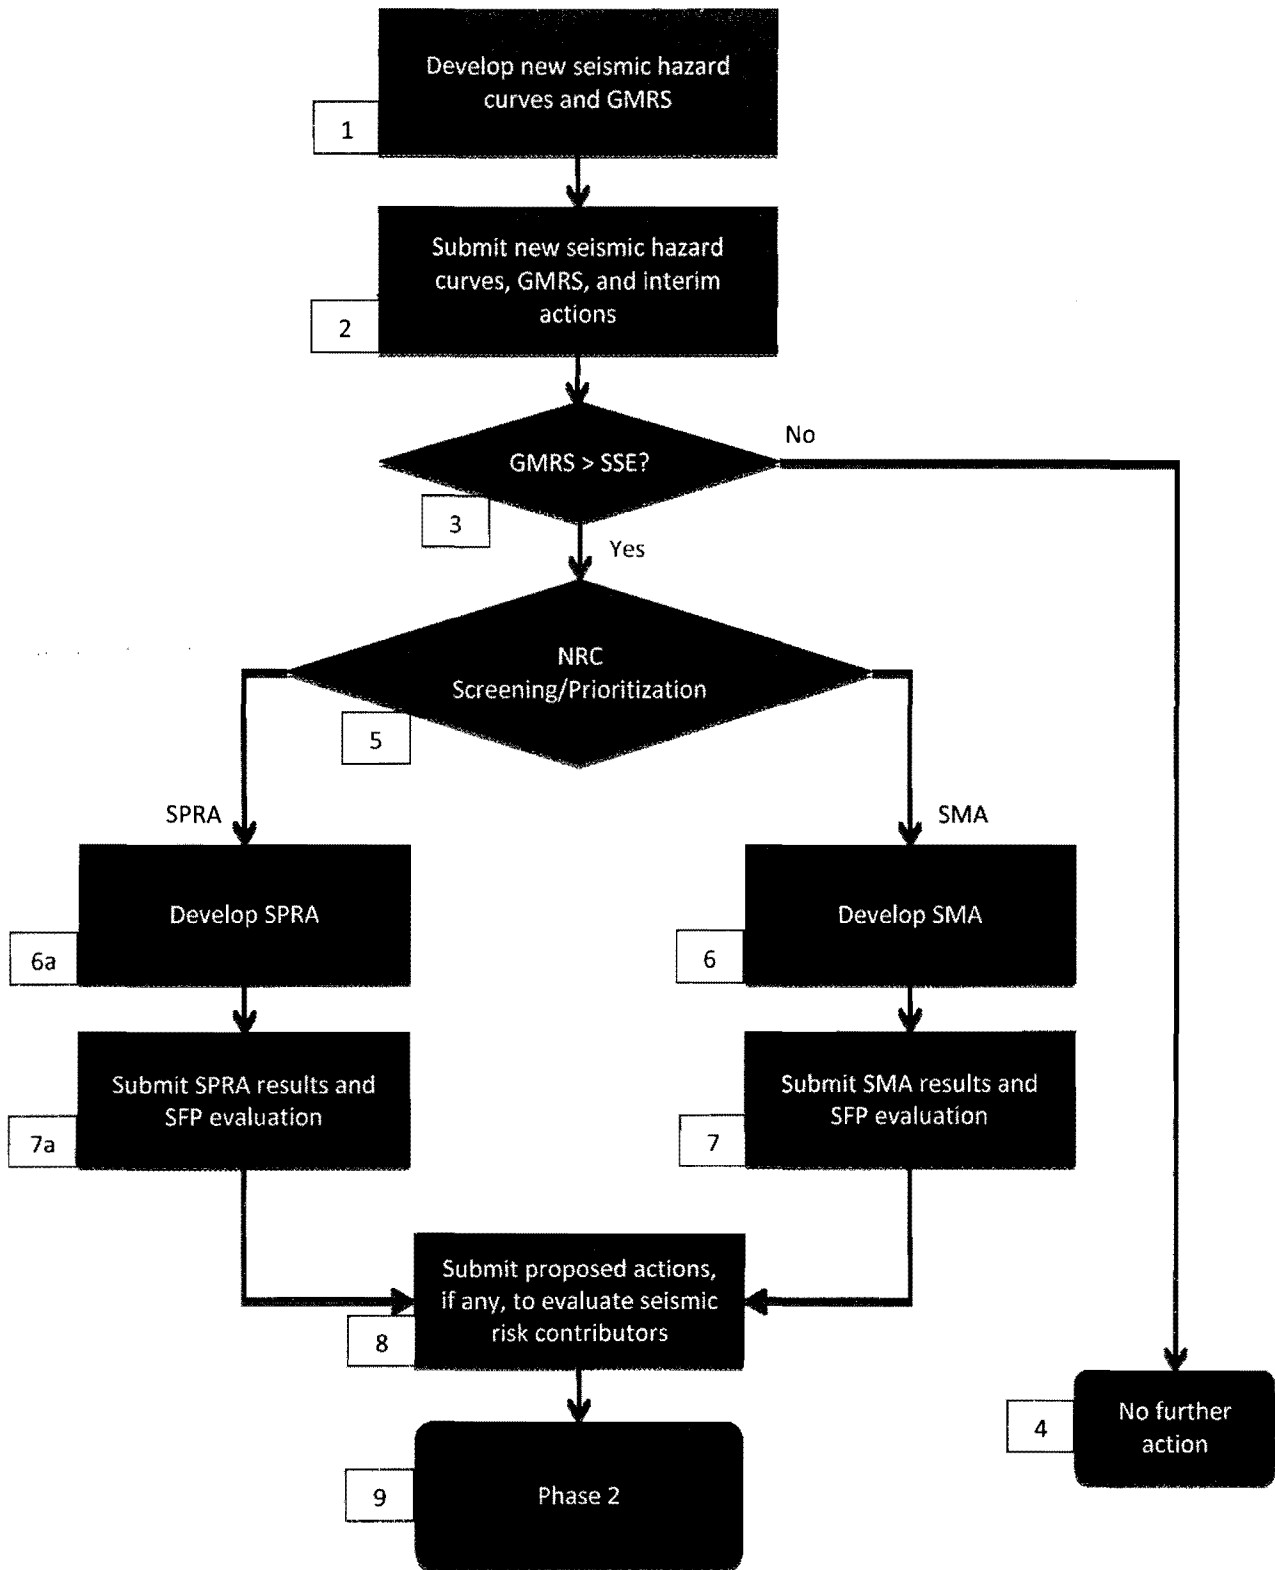 Develop new seismic hazard
curves and GMRS
1
Submit new seismic hazard
curves, GMRS, and interim
actions
2
No
GMRS > SSE?
3
Yes
NRC
Screening/Prioritization
5
SPRA
SMA
Develop SPRA
6a
Develop SMA
6
Submit SPRA results and
SFP evaluation
7a
Submit SMA results and
SFP evaluation
7
Submit proposed actions,
if any, to evaluate seismic
risk contributors
8
No further
action
4
Phase 2
9